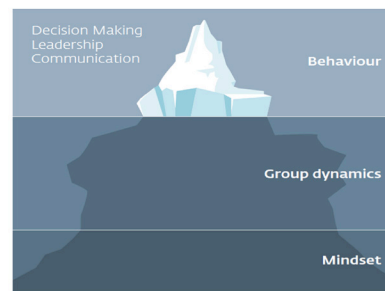 Decision Making
Leadership
Communication
Behaviour
Group dynamics
Mindset